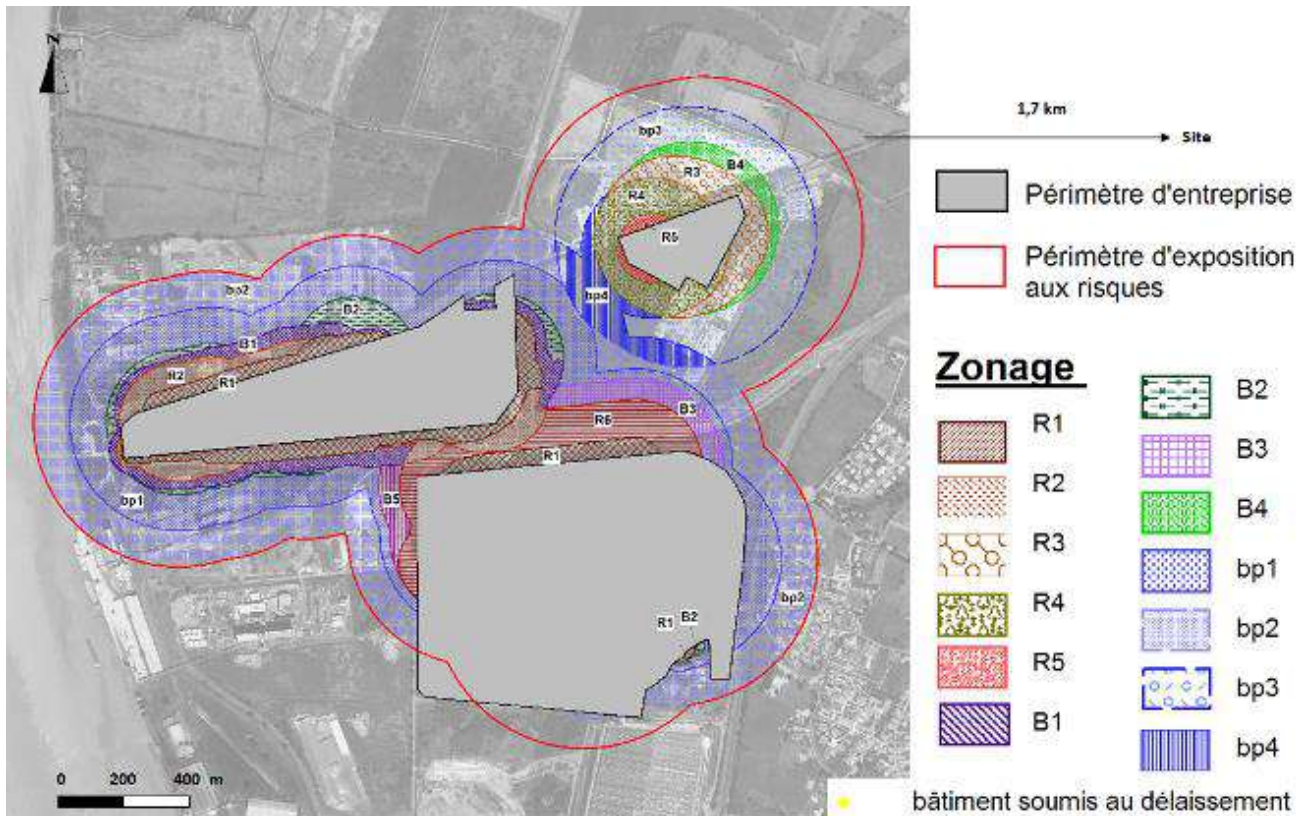 Z
bp3
B4
R3
R4
R5
bp4
bp2
B2
B1
R2
R1
B3
R6
R1
B5
bp1
bp2
R1
B2
0 200 400 m
1,7 km
Site
Périmètre d'entreprise
Périmètre d'exposition
aux risques
Zonage
R1
R2
R3
R4
R5
B1
B2
B3
B4
bp1
bp2
bp3
bp4
bâtiment soumis au délaissement